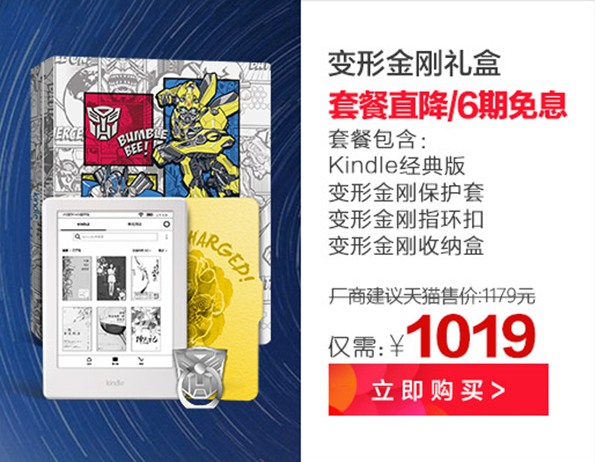 BUMBLE
BEE!
CHARGED!
KINDLE
kindle
变形金刚礼盒
套餐直降/6期免息
套餐包含：
Kindle经典版
变形金刚保护套
变形金刚指环扣
变形金刚收纳盒
厂商建议天猫售价:1179元
仅需:¥1019
立即购买>